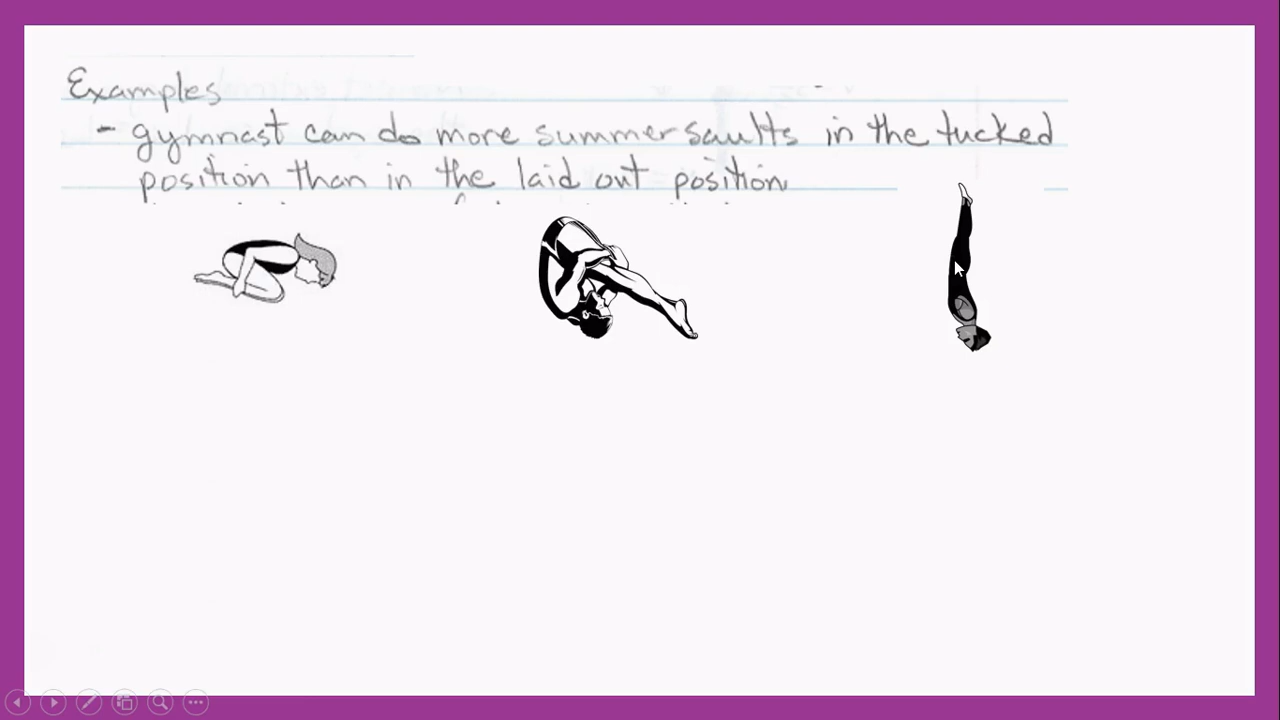 Examples
- gymnast can do more summersaults in the tucked
position than in the laid out position